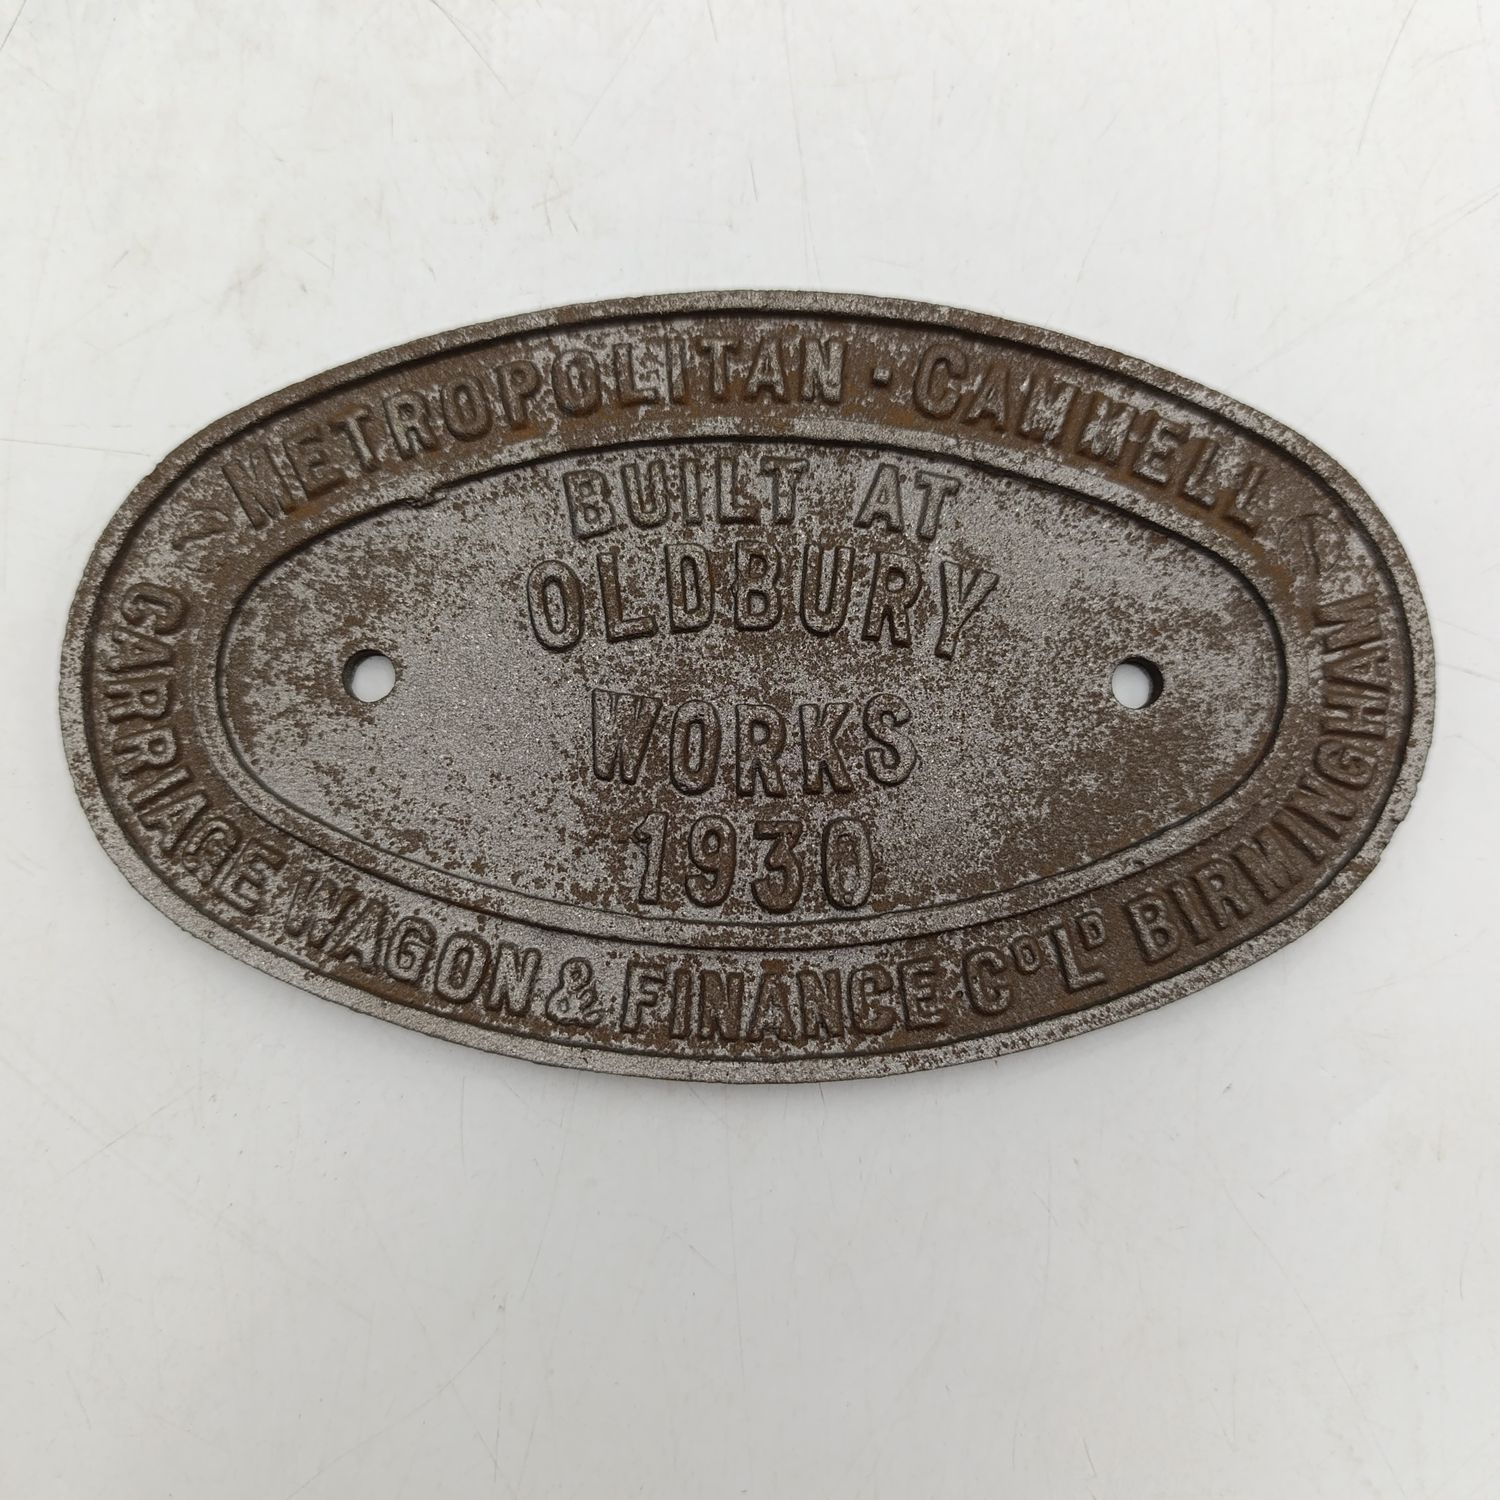 METROPOLITAN · CAMMELL
CARRIAGE WAGON & FINANCE Cº Lᴰ BIRMINGHAM
BUILT AT
OLDBURY
WORKS
1930